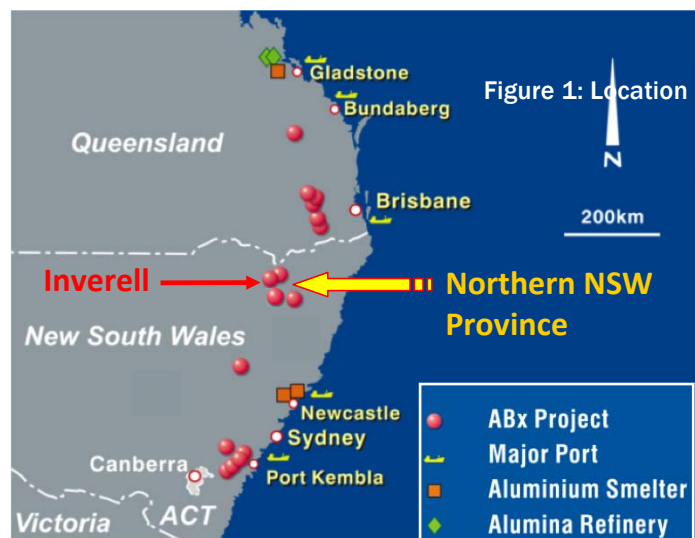 Gladstone
Figure 1: Location
Bundaberg
Queensland
N
Brisbane
200km
Inverell
Northern NSW
Province
New South Wales
Newcastle
Sydney
Canberra
Port Kembla
ACT
Victoria
ABx Project
Major Port
Aluminium Smelter
Alumina Refinery